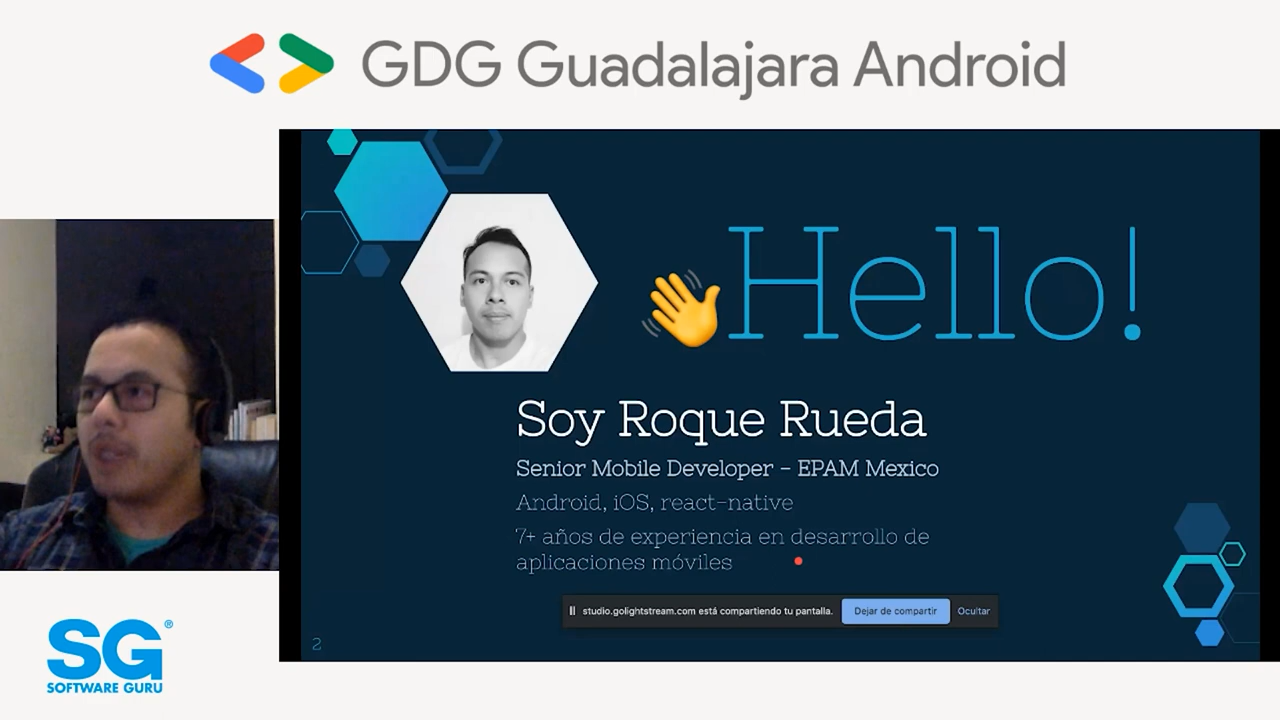 GDG Guadalajara Android
Hello!
Soy Roque Rueda
Senior Mobile Developer - EPAM Mexico
Android, iOS, react-native
7+ años de experiencia en desarrollo de
aplicaciones móviles
studio.golightstream.com está compartiendo tu pantalla.
Dejar de compartir
Ocultar
2
SG®
SOFTWARE GURU